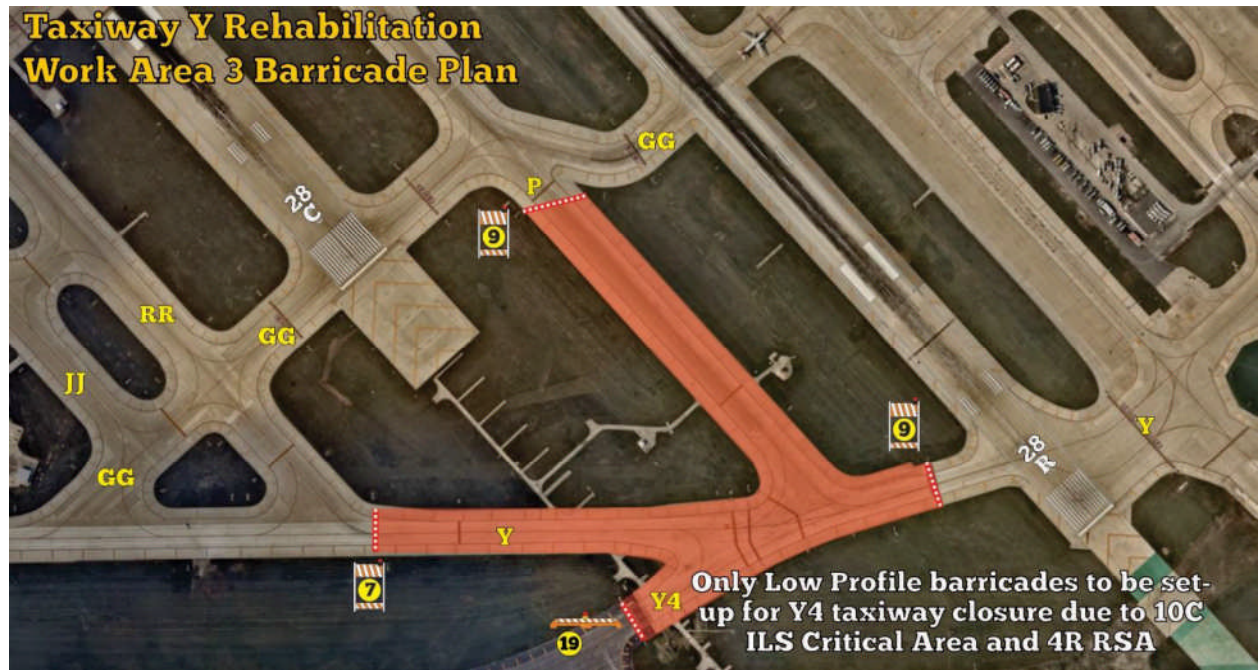 Taxiway Y Rehabilitation
Work Area 3 Barricade Plan
GG
P
28
C
9
RR
GG
JJ
9
Y
28
R
GG
Y
7
Y4
19
Only Low Profile barricades to be set-
up for Y4 taxiway closure due to 10C
ILS Critical Area and 4R RSA